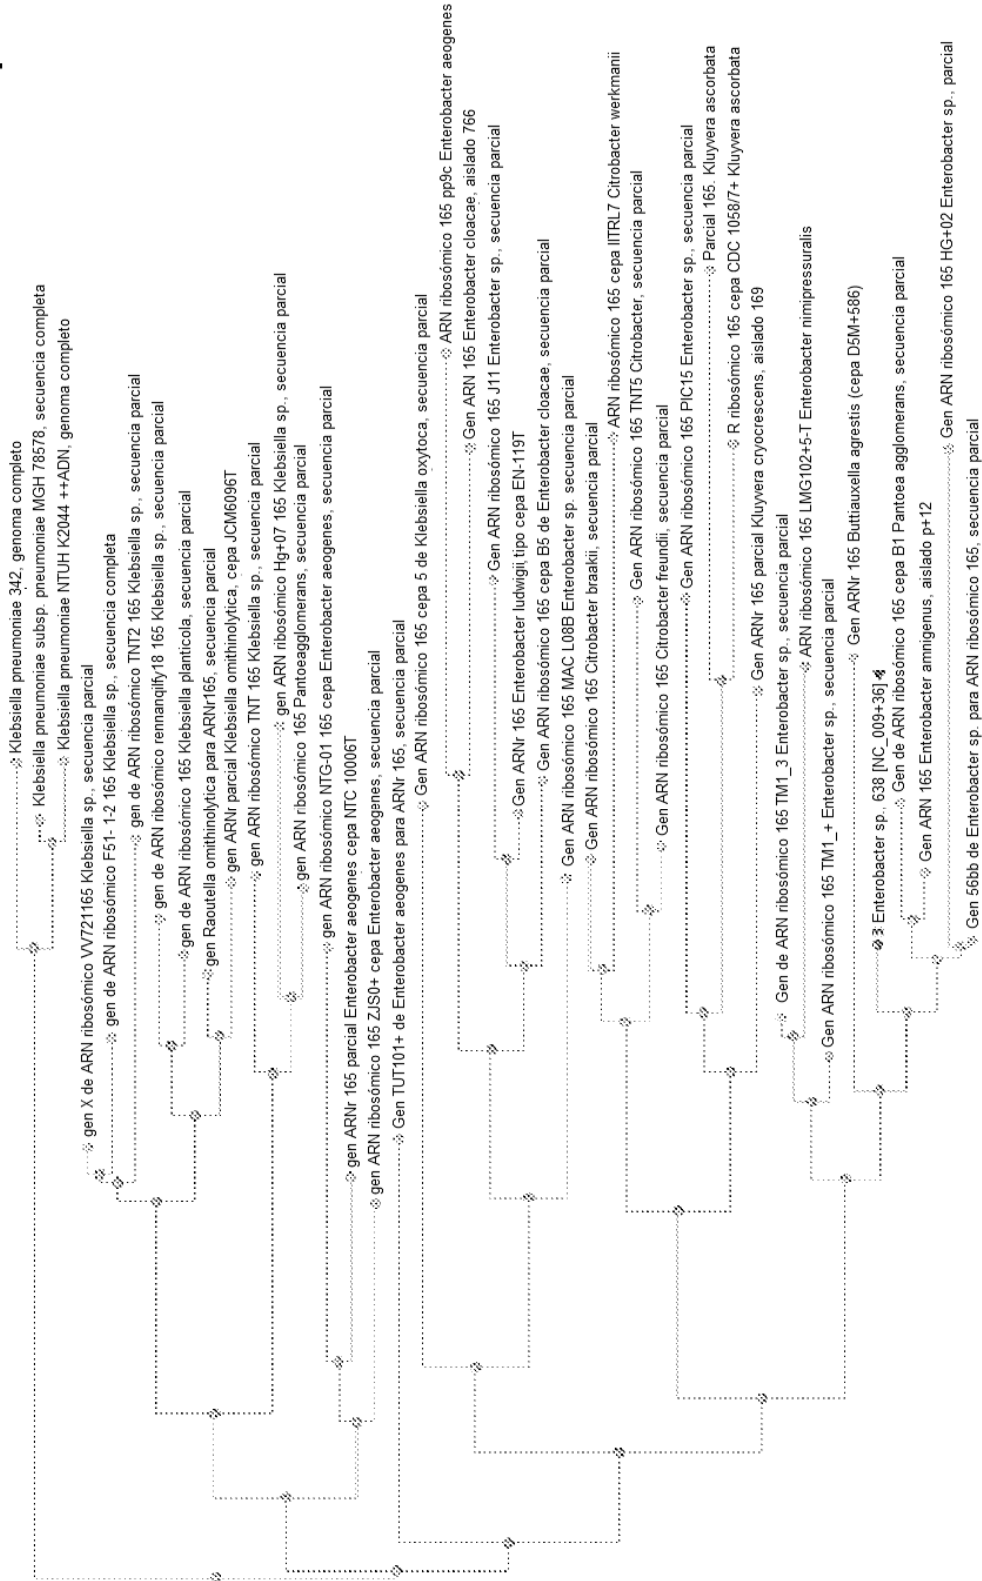 Klebsiella pneumoniae 342, genoma completo
Klebsiella pneumoniae subsp. pneumoniae MGH 78578, secuencia completa
Klebsiella pneumoniae NTUH K2044 ++ADN, genoma completo
gen X de ARN ribosómico VV721165 Klebsiella sp., secuencia parcial
gen de ARN ribosómico F51- 1-2 165 Klebsiella sp., secuencia completa
gen de ARN ribosómico TNT2 165 Klebsiella sp., secuencia parcial
gen de ARN ribosómico rennanqilfy18 165 Klebsiella sp., secuencia parcial
gen de ARN ribosómico 165 Klebsiella planticola, secuencia parcial
gen Raoutella omithinolytica para ARNr165, secuencia parcial
gen ARNr parcial Klebsiella omithinolytica, cepa JCM6096T
gen ARN ribosómico TNT 165 Klebsiella sp., secuencia parcial
gen ARN ribosómico Hg+07 165 Klebsiella sp., secuencia parcial
gen ARN ribosómico 165 Pantoeagglomerans, secuencia parcial
gen ARN ribosómico NTG-01 165 cepa Enterobacter aeogenes, secuencia parcial
gen ARNr 165 parcial Enterobacter aeogenes cepa NTC 10006T
gen ARN ribosómico 165 ZJS0+ cepa Enterobacter aeogenes, secuencia parcial
Gen TUT101+ de Enterobacter aeogenes para ARNr 165, secuencia parcial
Gen ARN ribosómico 165 cepa 5 de Klebsiella oxytoca, secuencia parcial
ARN ribosómico 165 pp9c Enterobacter aeogenes
Gen ARN 165 Enterobacter cloacae, aislado 766
Gen ARN ribosómico 165 J11 Enterobacter sp., secuencia parcial
Gen ARNr 165 Enterobacter ludwigii, tipo cepa EN-119T
Gen ARN ribosómico 165 cepa B5 de Enterobacter cloacae, secuencia parcial
Gen ARN ribosómico 165 MAC L08B Enterobacter sp. secuencia parcial
Gen ARN ribosómico 165 Citrobacter braakii, secuencia parcial
ARN ribosómico 165 cepa IITRL7 Citrobacter werkmanii
Gen ARN ribosómico 165 TNT5 Citrobacter, secuencia parcial
Gen ARN ribosómico 165 Citrobacter freundii, secuencia parcial
Gen ARN ribosómico 165 PIC15 Enterobacter sp., secuencia parcial
Parcial 165. Kluyvera ascorbata
R ribosómico 165 cepa CDC 1058/7+ Kluyvera ascorbata
Gen ARNr 165 parcial Kluyvera cryocrescens, aislado 169
Gen de ARN ribosómico 165 TM1_3 Enterobacter sp., secuencia parcial
ARN ribosómico 165 LMG102+5-T Enterobacter nimipressuralis
Gen ARN ribosómico 165 TM1_+ Enterobacter sp., secuencia parcial
Gen ARNr 165 Buttiauxella agrestis (cepa D5M+586)
3 Enterobacter sp., 638 [NC_009+36]
Gen de ARN ribosómico 165 cepa B1 Pantoea agglomerans, secuencia parcial
Gen ARN 165 Enterobacter amnigenus, aislado p+12
Gen ARN ribosómico 165 HG+02 Enterobacter sp., parcial
Gen 56bb de Enterobacter sp. para ARN ribosómico 165, secuencia parcial